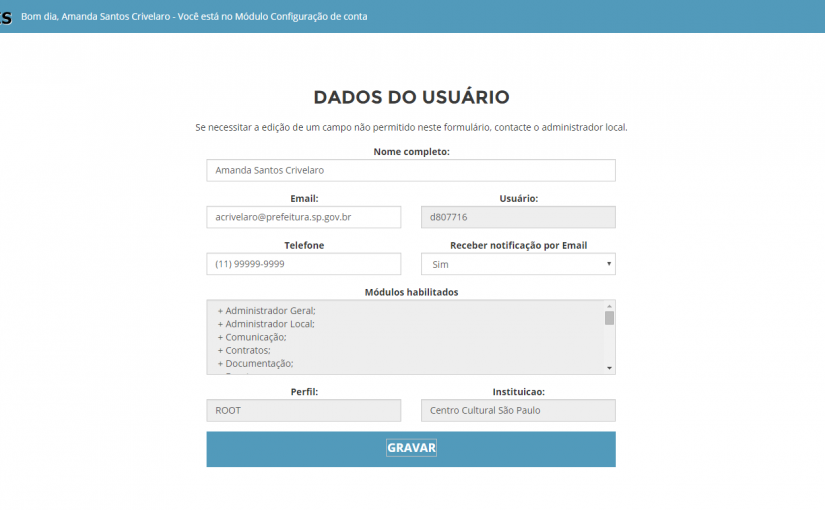 Bom dia, Amanda Santos Crivelaro - Você está no Módulo Configuração de conta
DADOS DO USUÁRIO
Se necessitar a edição de um campo não permitido neste formulário, contacte o administrador local.
Nome completo:
Amanda Santos Crivelaro
Email:
Usuário:
acrivelaro@prefeitura.sp.gov.br
d807716
Telefone
Receber notificação por Email
(11) 99999-9999
Sim
Módulos habilitados
+ Administrador Geral;
+ Administrador Local;
+ Comunicação;
+ Contratos;
+ Documentação;
Perfil:
Instituicao:
ROOT
Centro Cultural São Paulo
GRAVAR